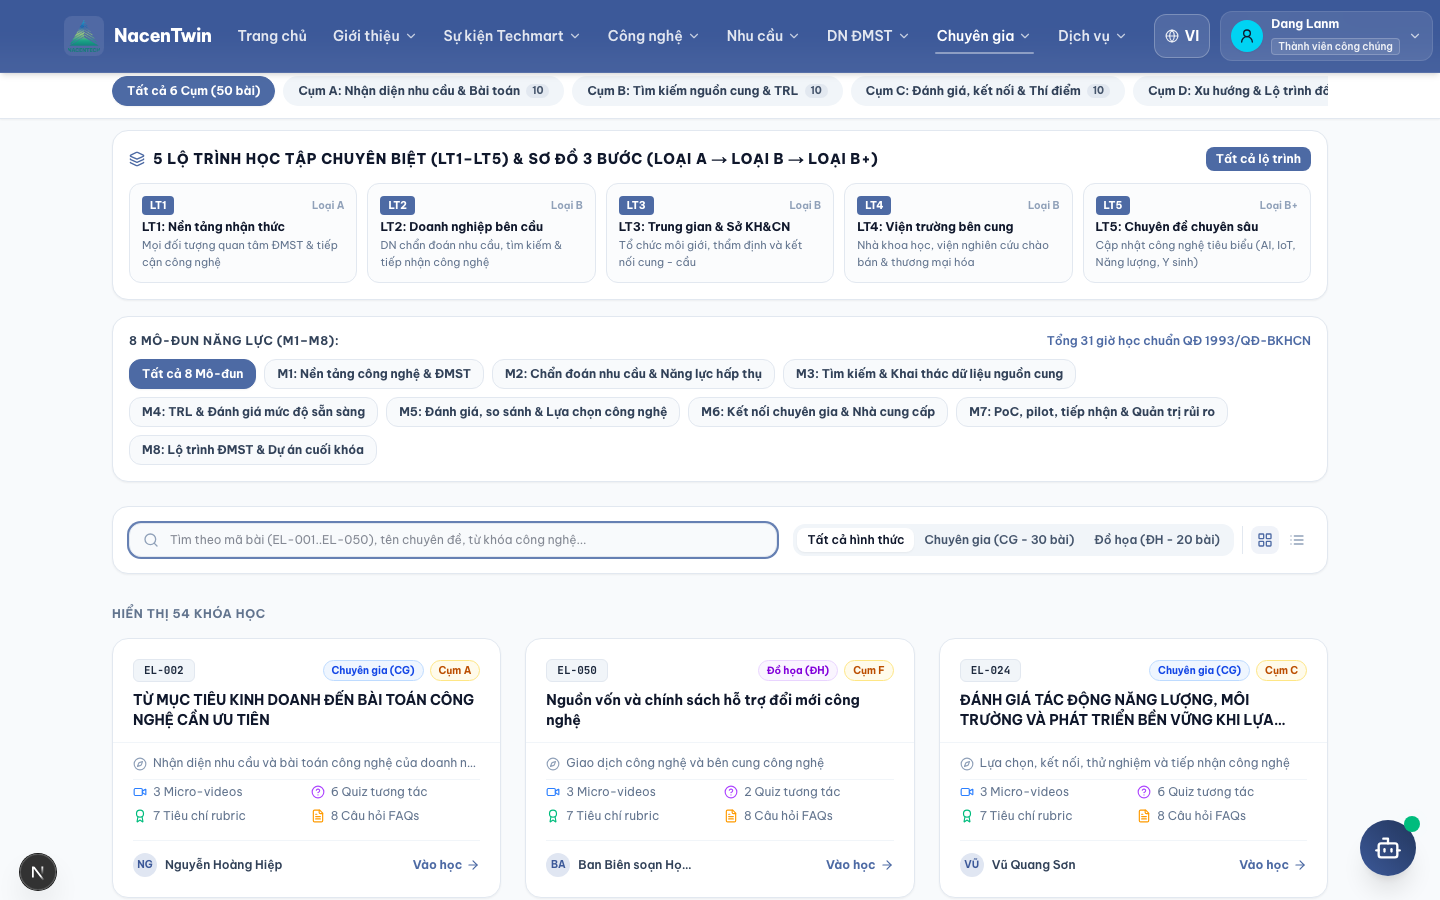 NacenTwin
Trang chủ
Giới thiệu
Sự kiện Techmart
Công nghệ
Nhu cầu
DN ĐMST
Chuyên gia
Dịch vụ
VI
Dang Lanm
Thành viên công chúng
Tất cả 6 Cụm (50 bài)
Cụm A: Nhận diện nhu cầu & Bài toán 10
Cụm B: Tìm kiếm nguồn cung & TRL 10
Cụm C: Đánh giá, kết nối & Thí điểm 10
Cụm D: Xu hướng & Lộ trình
5 LỘ TRÌNH HỌC TẬP CHUYÊN BIỆT (LT1–LT5) & SƠ ĐỒ 3 BƯỚC (LOẠI A → LOẠI B → LOẠI B+)
Tất cả lộ trình
LT1 Loại A
LT1: Nền tảng nhận thức
Mọi đối tượng quan tâm ĐMST & tiếp
cận công nghệ
LT2 Loại B
LT2: Doanh nghiệp bên cầu
DN chẩn đoán nhu cầu, tìm kiếm &
tiếp nhận công nghệ
LT3 Loại B
LT3: Trung gian & Sở KH&CN
Tổ chức môi giới, thẩm định và kết
nối cung - cầu
LT4 Loại B
LT4: Viện trường bên cung
Nhà khoa học, viện nghiên cứu chào
bán & thương mại hóa
LT5 Loại B+
LT5: Chuyên đề chuyên sâu
Cập nhật công nghệ tiêu biểu (AI, IoT,
Năng lượng, Y sinh)
8 MÔ-ĐUN NĂNG LỰC (M1–M8):
Tổng 31 giờ học chuẩn QĐ 1993/QĐ-BKHCN
Tất cả 8 Mô-đun
M1: Nền tảng công nghệ & ĐMST
M2: Chẩn đoán nhu cầu & Năng lực hấp thụ
M3: Tìm kiếm & Khai thác dữ liệu nguồn cung
M4: TRL & Đánh giá mức độ sẵn sàng
M5: Đánh giá, so sánh & Lựa chọn công nghệ
M6: Kết nối chuyên gia & Nhà cung cấp
M7: PoC, pilot, tiếp nhận & Quản trị rủi ro
M8: Lộ trình ĐMST & Dự án cuối khóa
Tìm theo mã bài (EL-001..EL-050), tên chuyên đề, từ khóa công nghệ...
Tất cả hình thức
Chuyên gia (CG - 30 bài)
Đồ họa (ĐH - 20 bài)
HIỂN THỊ 54 KHÓA HỌC
EL-002
Chuyên gia (CG)
Cụm A
TỪ MỤC TIÊU KINH DOANH ĐẾN BÀI TOÁN CÔNG
NGHỆ CẦN ƯU TIÊN
Nhận diện nhu cầu và bài toán công nghệ của doanh n...
3 Micro-videos
6 Quiz tương tác
7 Tiêu chí rubric
8 Câu hỏi FAQs
NG
Nguyễn Hoàng Hiệp
Vào học →
EL-050
Đồ họa (ĐH)
Cụm F
Nguồn vốn và chính sách hỗ trợ đổi mới công
nghệ
Giao dịch công nghệ và bên cung công nghệ
3 Micro-videos
2 Quiz tương tác
7 Tiêu chí rubric
8 Câu hỏi FAQs
BA
Ban Biên soạn Họ...
Vào học →
EL-024
Chuyên gia (CG)
Cụm C
ĐÁNH GIÁ TÁC ĐỘNG NĂNG LƯỢNG, MÔI
TRƯỜNG VÀ PHÁT TRIỂN BỀN VỮNG KHI LỰA...
Lựa chọn, kết nối, thử nghiệm và tiếp nhận công nghệ
3 Micro-videos
6 Quiz tương tác
7 Tiêu chí rubric
8 Câu hỏi FAQs
VŨ
Vũ Quang Sơn
Vào học →
N